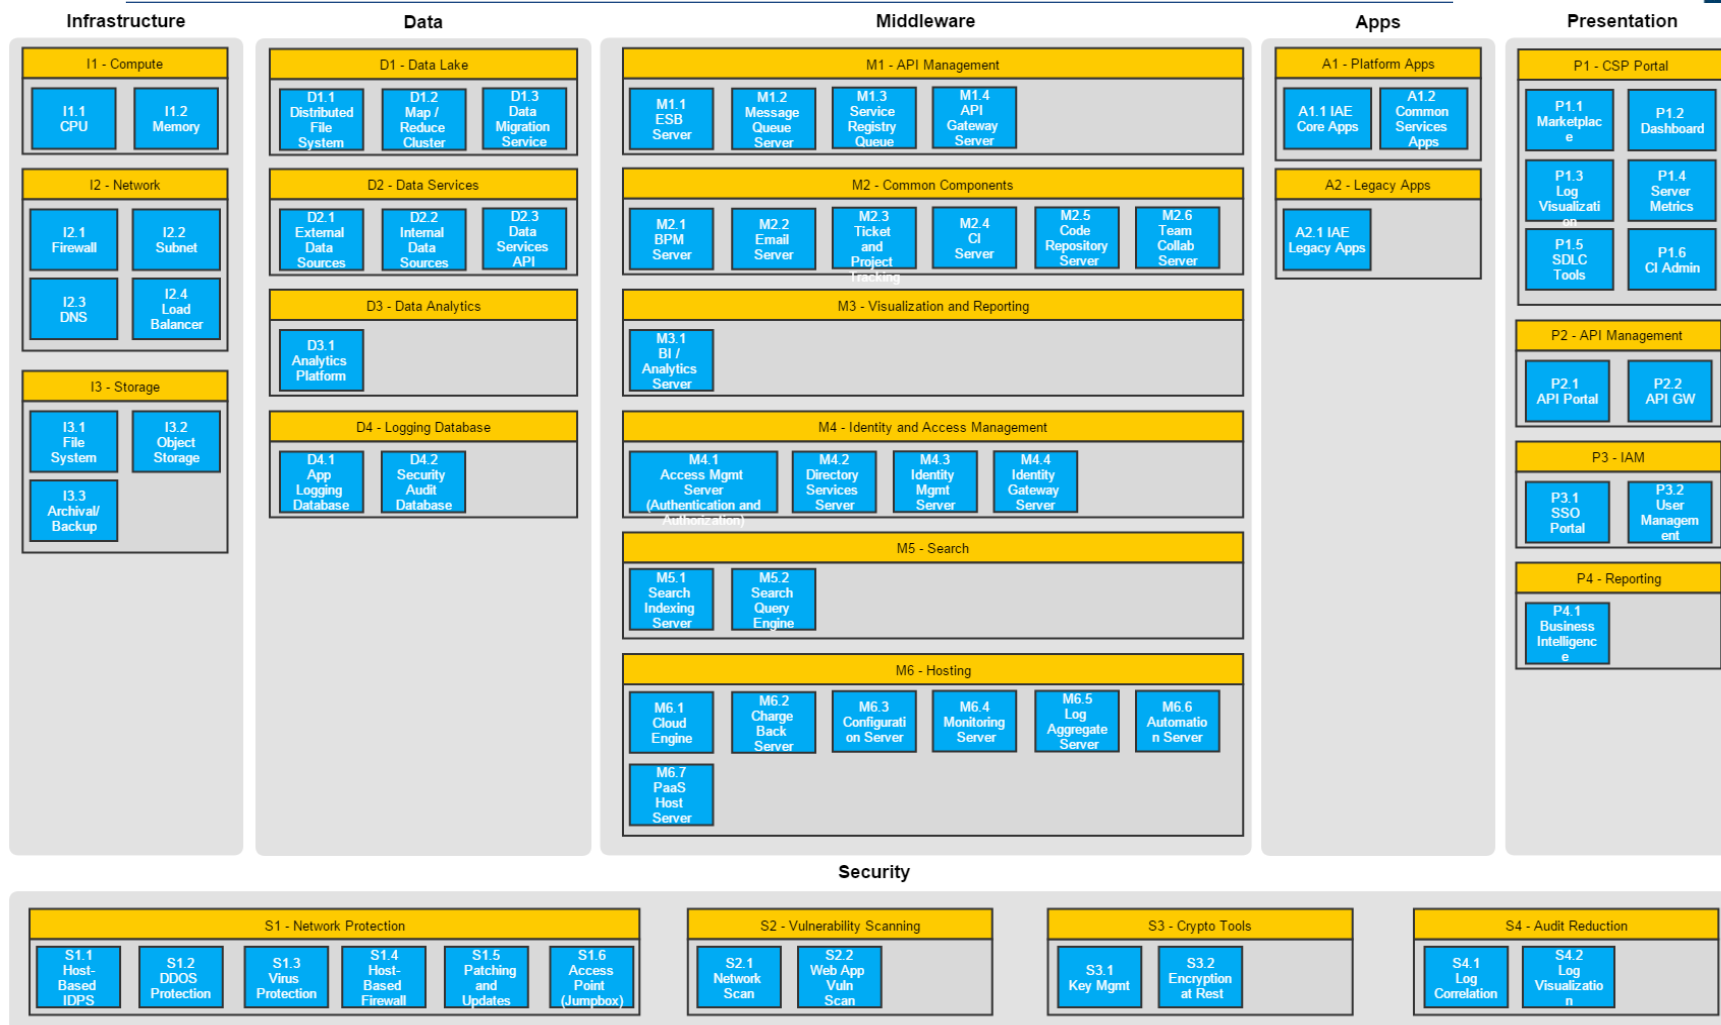 Infrastructure
I1 - Compute
I1.1
CPU
I1.2
Memory
I2 - Network
I2.1
Firewall
I2.2
Subnet
I2.3
DNS
I2.4
Load
Balancer
I3 - Storage
I3.1
File
System
I3.2
Object
Storage
I3.3
Archival/
Backup
Data
D1 - Data Lake
D1.1
Distributed
File
System
D1.2
Map /
Reduce
Cluster
D1.3
Data
Migration
Service
D2 - Data Services
D2.1
External
Data
Sources
D2.2
Internal
Data
Sources
D2.3
Data
Services
API
D3 - Data Analytics
D3.1
Analytics
Platform
D4 - Logging Database
D4.1
App
Logging
Database
D4.2
Security
Audit
Database
Middleware
M1 - API Management
M1.1
ESB
Server
M1.2
Message
Queue
Server
M1.3
Service
Registry
Queue
M1.4
API
Gateway
Server
M2 - Common Components
M2.1
BPM
Server
M2.2
Email
Server
M2.3
Ticket
and
Project
Tracking
M2.4
CI
Server
M2.5
Code
Repository
Server
M2.6
Team
Collab
Server
M3 - Visualization and Reporting
M3.1
BI /
Analytics
Server
M4 - Identity and Access Management
M4.1
Access Mgmt
Server
(Authentication and
Authorization)
M4.2
Directory
Services
Server
M4.3
Identity
Mgmt
Server
M4.4
Identity
Gateway
Server
M5 - Search
M5.1
Search
Indexing
Server
M5.2
Search
Query
Engine
M6 - Hosting
M6.1
Cloud
Engine
M6.2
Charge
Back
Server
M6.3
Configurati
on Server
M6.4
Monitoring
Server
M6.5
Log
Aggregate
Server
M6.6
Automatio
n Server
M6.7
PaaS
Host
Server
Apps
A1 - Platform Apps
A1.1 IAE
Core Apps
A1.2
Common
Services
Apps
A2 - Legacy Apps
A2.1 IAE
Legacy Apps
Presentation
P1 - CSP Portal
P1.1
Marketplac
e
P1.2
Dashboard
P1.3
Log
Visualizati
on
P1.4
Server
Metrics
P1.5
SDLC
Tools
P1.6
CI Admin
P2 - API Management
P2.1
API Portal
P2.2
API GW
P3 - IAM
P3.1
SSO
Portal
P3.2
User
Managem
ent
P4 - Reporting
P4.1
Business
Intelligenc
e
Security
S1 - Network Protection
S1.1
Host-
Based
IDPS
S1.2
DDOS
Protection
S1.3
Virus
Protection
S1.4
Host-
Based
Firewall
S1.5
Patching
and
Updates
S1.6
Access
Point
(Jumpbox)
S2 - Vulnerability Scanning
S2.1
Network
Scan
S2.2
Web App
Vuln
Scan
S3 - Crypto Tools
S3.1
Key Mgmt
S3.2
Encryption
at Rest
S4 - Audit Reduction
S4.1
Log
Correlation
S4.2
Log
Visualizatio
n